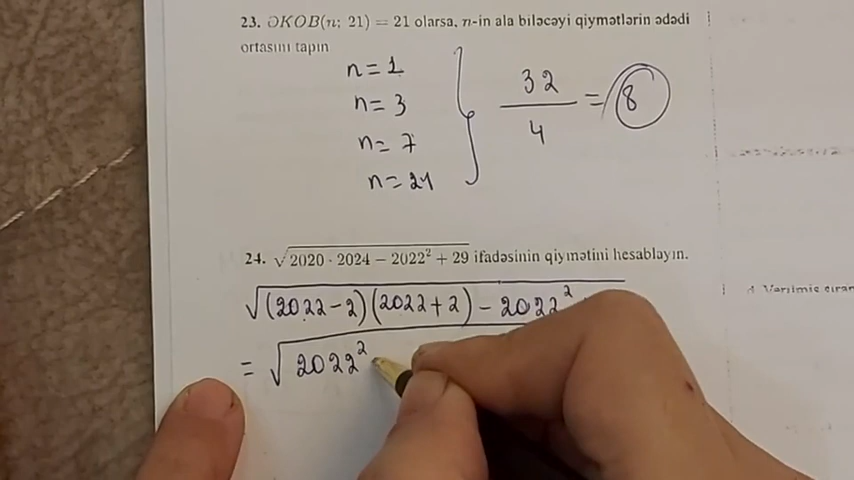 23. ƏKOB(n; 21) = 21 olarsa, n-in ala biləcəyi qiymətlərin ədədi
ortasını tapın
n = 1
n = 3
n = 7
n = 21
32
4
= 8
24. √2020 · 2024 − 2022² + 29 ifadəsinin qiymətini hesablayın.
√(2022 − 2)(2022 + 2) − 2022²
= √2022²